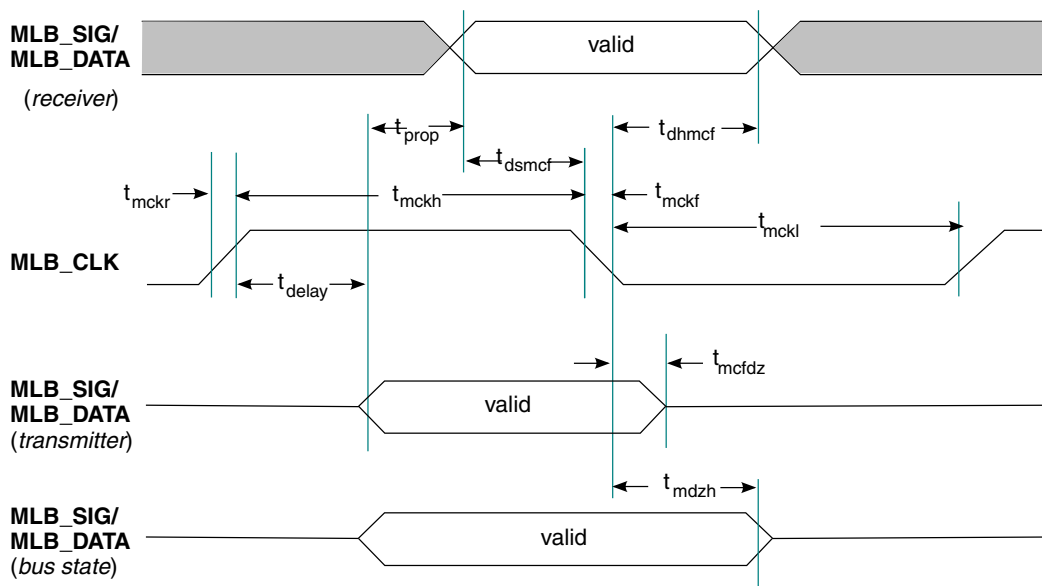 MLB_SIG/
MLB_DATA
(receiver)
valid
tprop
tdhmcf
tdsmcf
tmckr
tmckh
tmckf
tmckl
MLB_CLK
tdelay
tmcfdz
MLB_SIG/
MLB_DATA
(transmitter)
valid
tmdzh
MLB_SIG/
MLB_DATA
(bus state)
valid